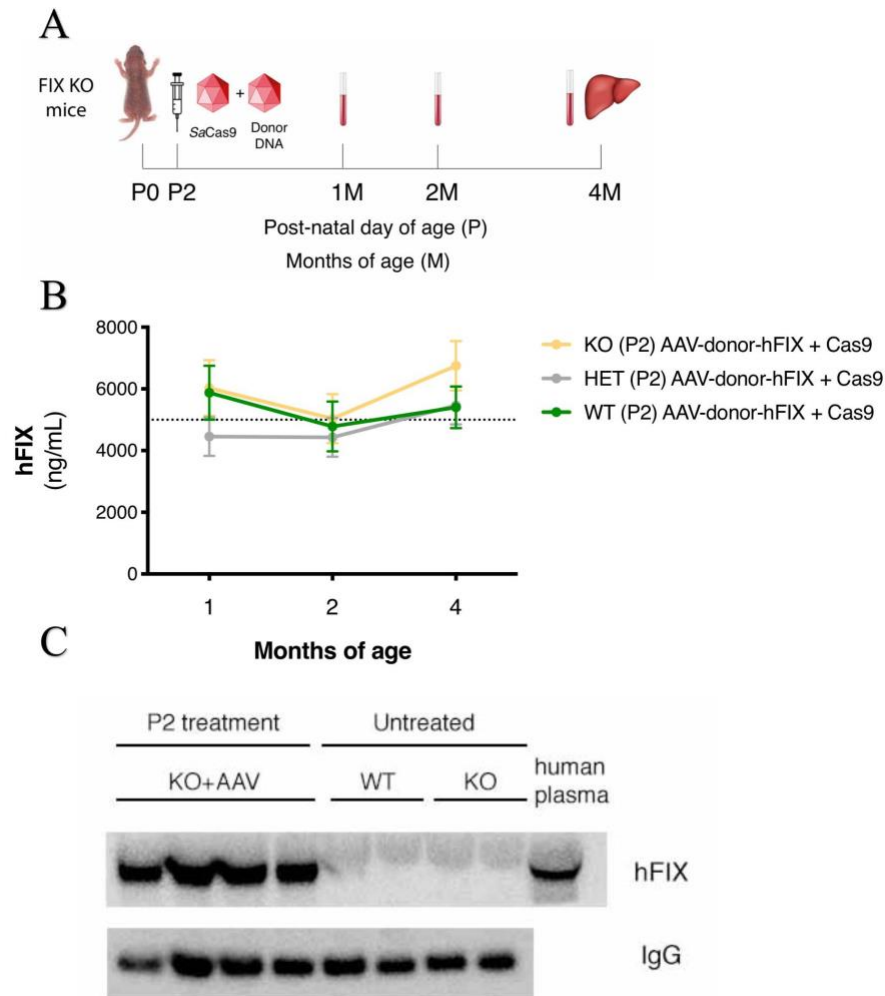 A
FIX KO
mice
SaCas9
+
Donor
DNA
P0 P2 1M 2M 4M
Post-natal day of age (P)
Months of age (M)
B
8000
6000
4000
2000
0
hFIX
(ng/mL)
1 2 4
Months of age
KO (P2) AAV-donor-hFIX + Cas9
HET (P2) AAV-donor-hFIX + Cas9
WT (P2) AAV-donor-hFIX + Cas9
C
P2 treatment Untreated
KO+AAV WT KO
human
plasma
hFIX
IgG